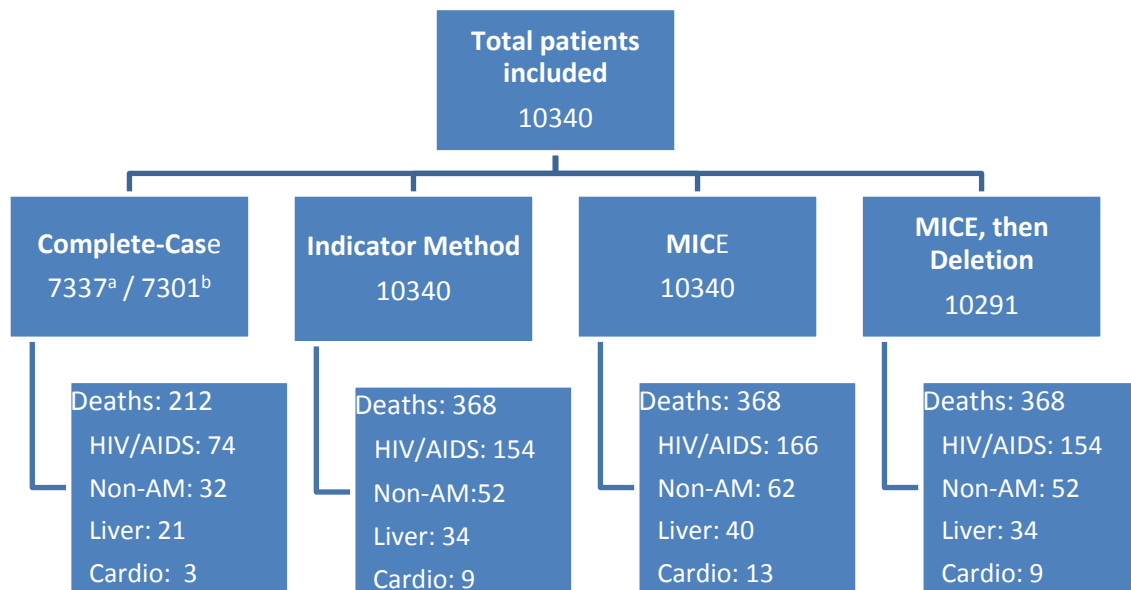 Total patients
included
10340
Complete-Case
7337ª / 7301ᵇ
Indicator Method
10340
MICE
10340
MICE, then
Deletion
10291
Deaths: 212
HIV/AIDS: 74
Non-AM: 32
Liver: 21
Cardio: 3
Deaths: 368
HIV/AIDS: 154
Non-AM:52
Liver: 34
Cardio: 9
Deaths: 368
HIV/AIDS: 166
Non-AM: 62
Liver: 40
Cardio: 13
Deaths: 368
HIV/AIDS: 154
Non-AM: 52
Liver: 34
Cardio: 9